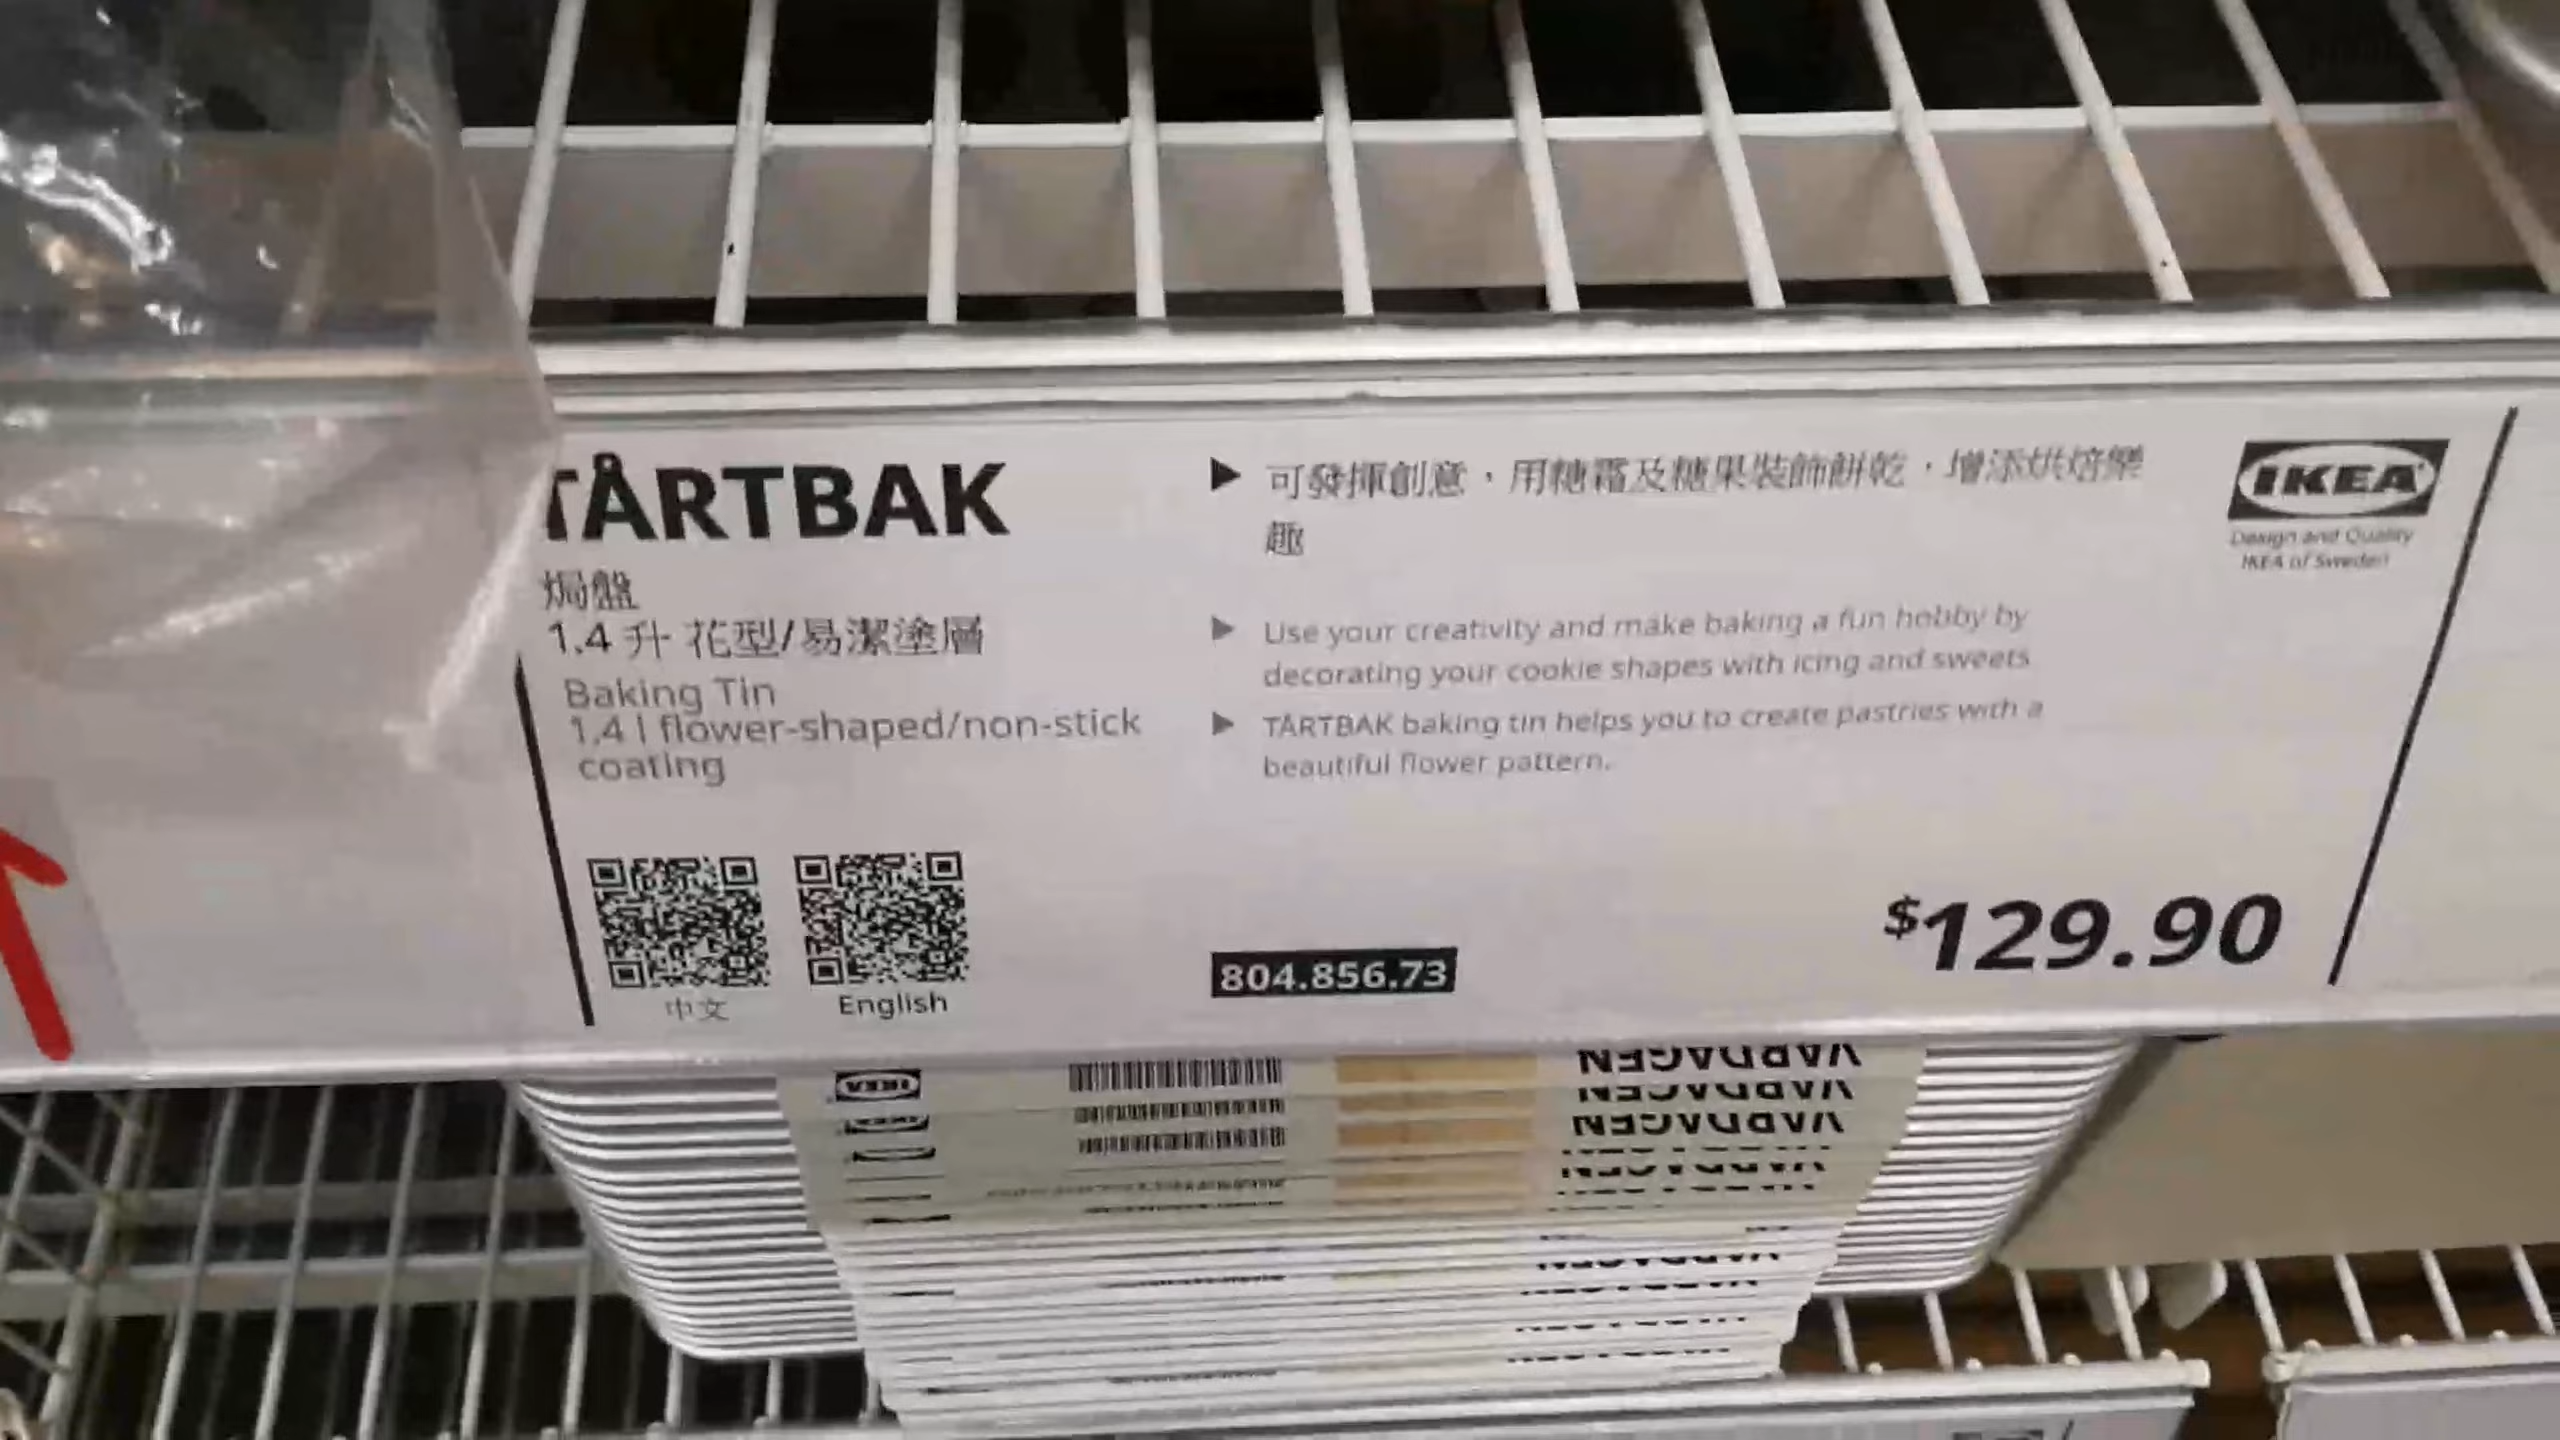 TÅRTBAK
焗盤
1.4 升 花型/易潔塗層
Baking Tin
1.4 l flower-shaped/non-stick
coating
中文
English
▶ 可發揮創意，用糖霜及糖果裝飾餅乾，增添烘焙樂
趣
▶ Use your creativity and make baking a fun hobby by
decorating your cookie shapes with icing and sweets
▶ TÅRTBAK baking tin helps you to create pastries with a
beautiful flower pattern.
804.856.73
IKEA
Design and Quality
IKEA of Sweden
$129.90
IKEA
VARDAGEN
VARDAGEN
VARDAGEN